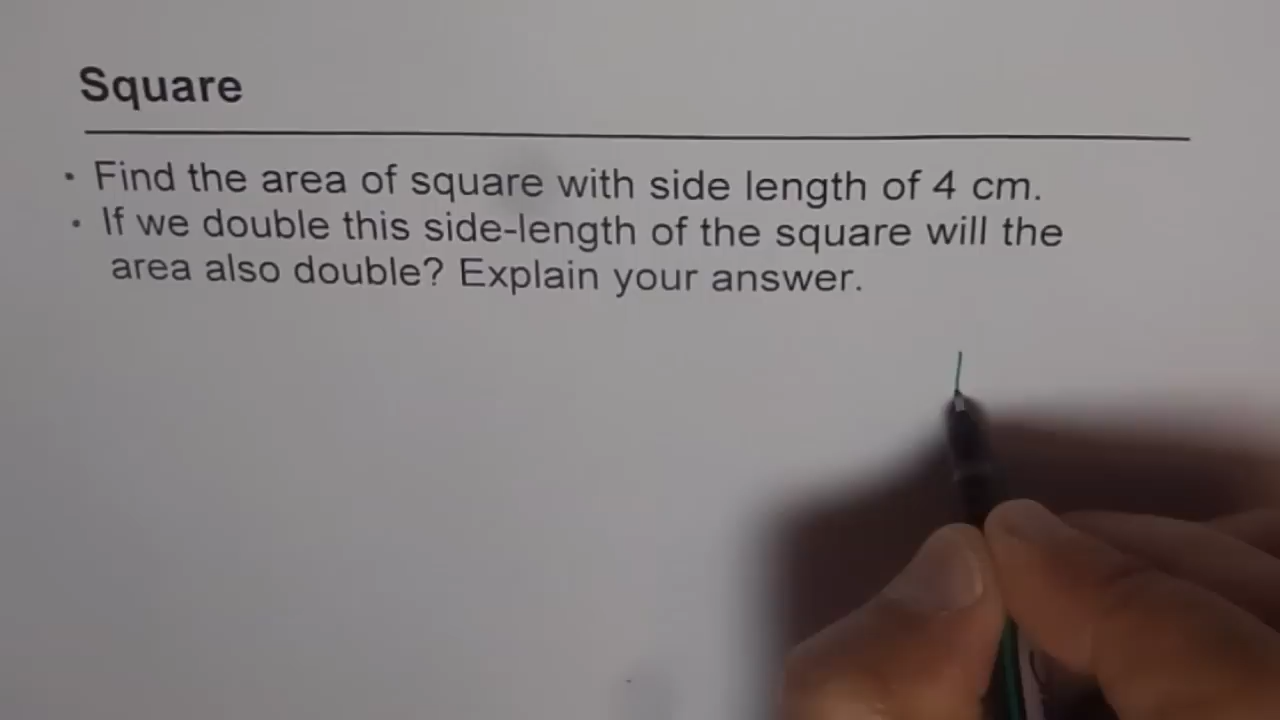 Square
• Find the area of square with side length of 4 cm.
• If we double this side-length of the square will the
area also double? Explain your answer.